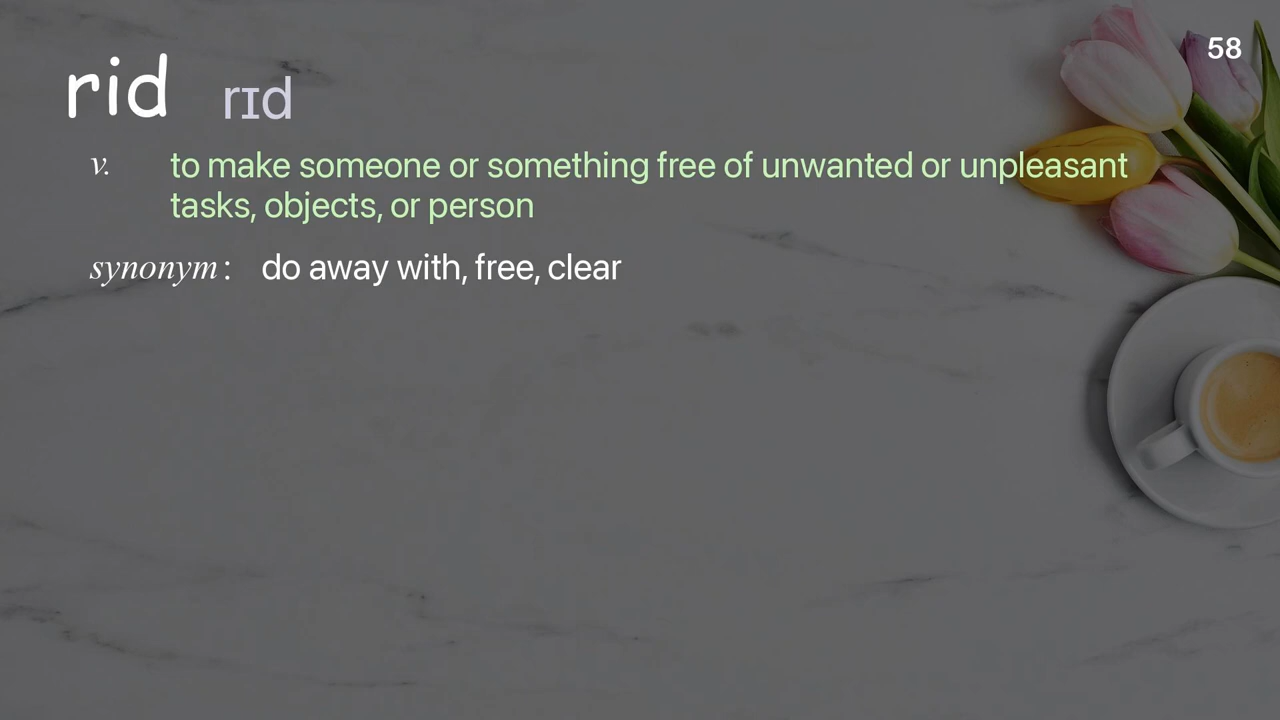 58
rid rɪd
v. to make someone or something free of unwanted or unpleasant
tasks, objects, or person
synonym : do away with, free, clear